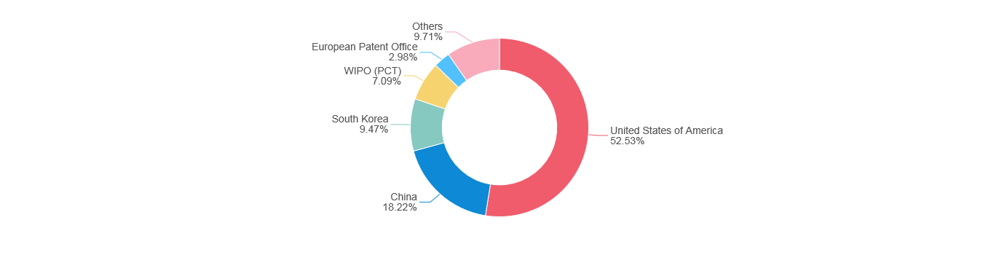 Others
9.71%
European Patent Office
2.98%
WIPO (PCT)
7.09%
South Korea
9.47%
United States of America
52.53%
China
18.22%